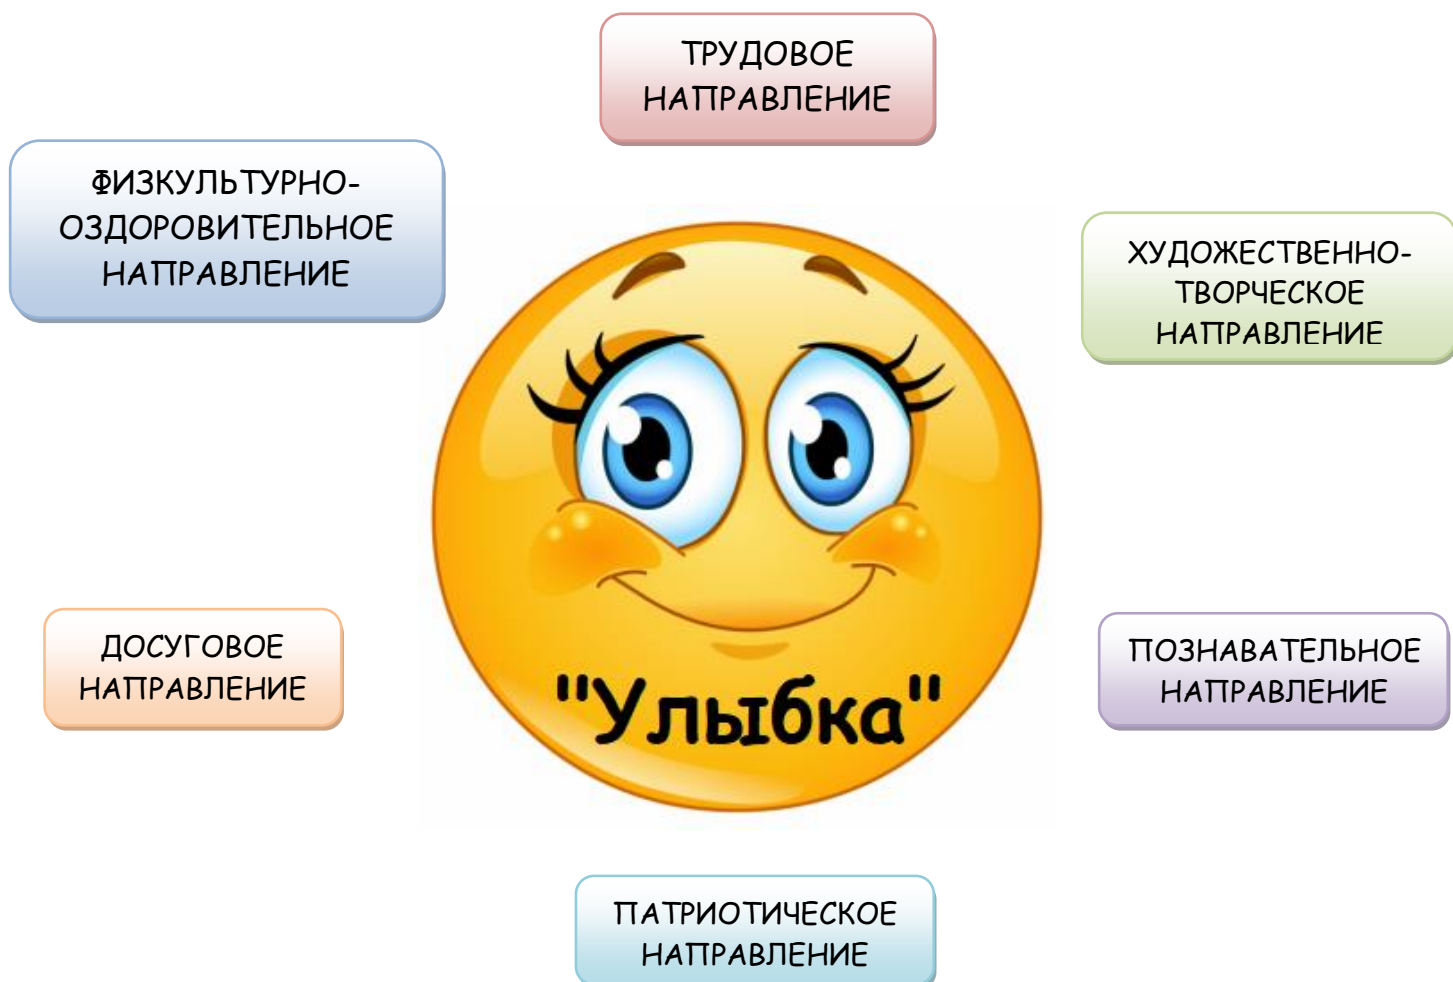 ТРУДОВОЕ
НАПРАВЛЕНИЕ
ФИЗКУЛЬТУРНО-
ОЗДОРОВИТЕЛЬНОЕ
НАПРАВЛЕНИЕ
ХУДОЖЕСТВЕННО-
ТВОРЧЕСКОЕ
НАПРАВЛЕНИЕ
ДОСУГОВОЕ
НАПРАВЛЕНИЕ
ПОЗНАВАТЕЛЬНОЕ
НАПРАВЛЕНИЕ
"Улыбка"
ПАТРИОТИЧЕСКОЕ
НАПРАВЛЕНИЕ